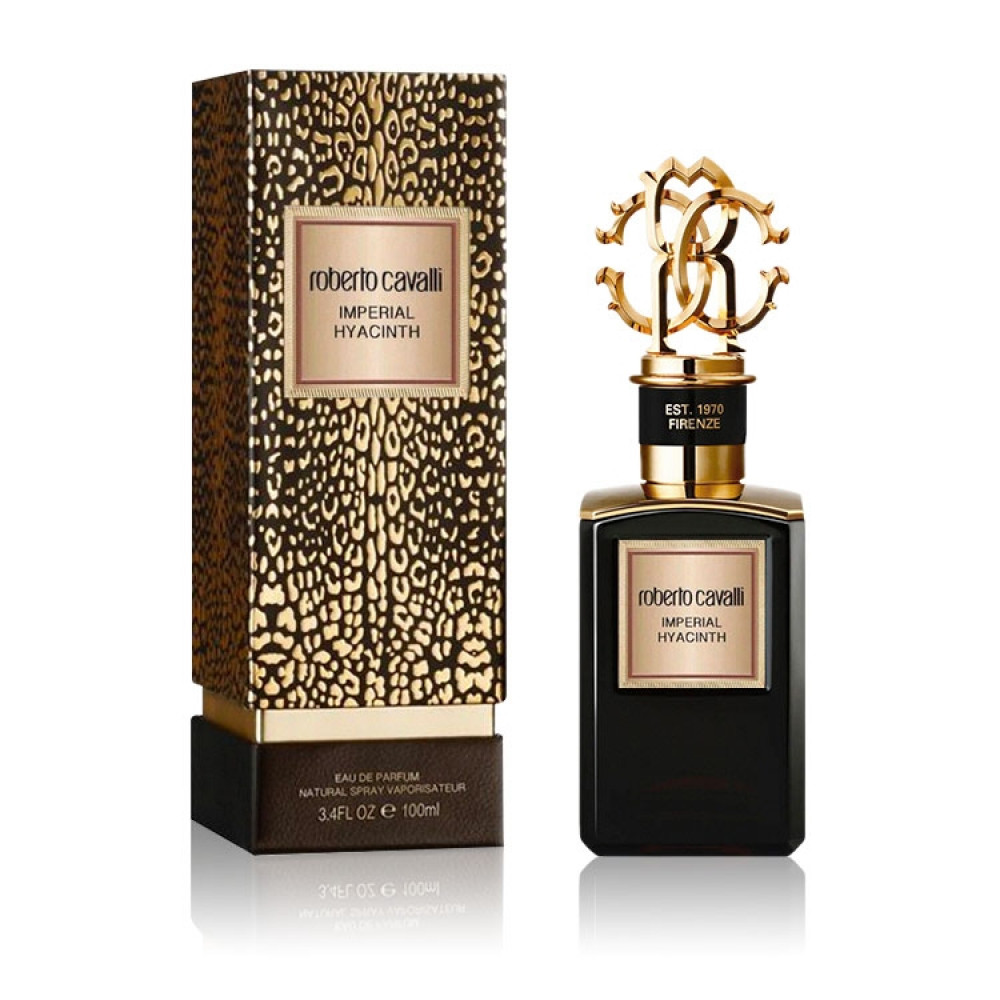 roberto cavalli
IMPERIAL
HYACINTH
EAU DE PARFUM
NATURAL SPRAY VAPORISATEUR
3.4FL OZ ℮ 100ml
EST. 1970
FIRENZE
roberto cavalli
IMPERIAL
HYACINTH